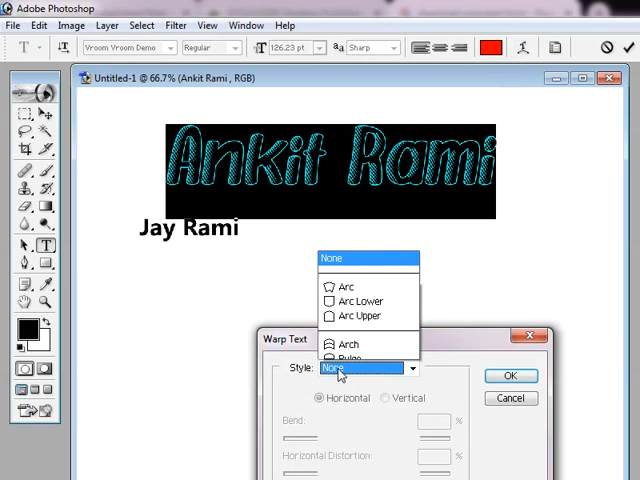 Adobe Photoshop
File Edit Image Layer Select Filter View Window Help
T Vroom Vroom Demo Regular T 126.23 pt aa Sharp
Untitled-1 @ 66.7% (Ankit Rami , RGB)
Ankit Rami
Jay Rami
None
Arc
Arc Lower
Arc Upper
Arch
Bulge
Warp Text
Style: None
OK
Horizontal Vertical
Cancel
Bend: %
Horizontal Distortion: %